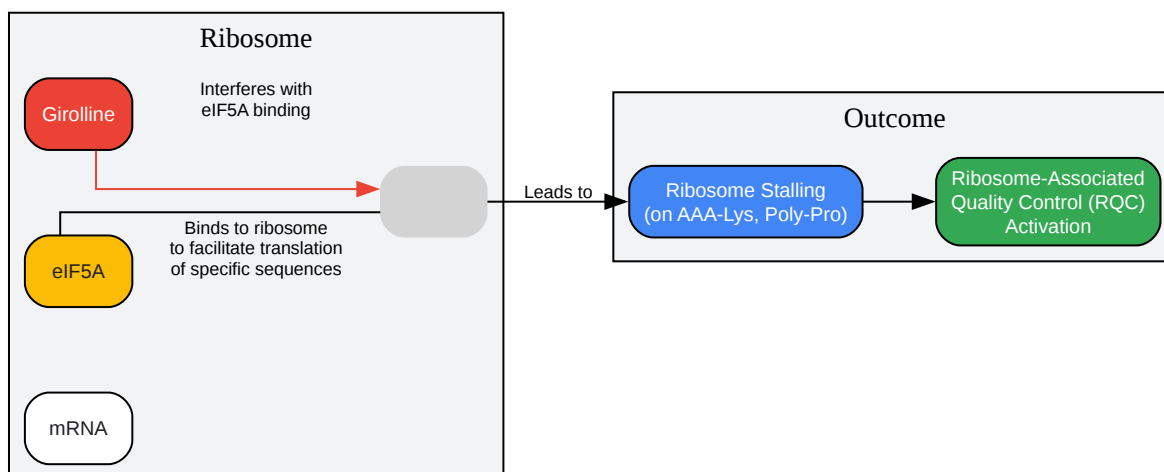 Ribosome
Girolline
Interferes with
eIF5A binding
Binds to ribosome
to facilitate translation
of specific sequences
eIF5A
mRNA
Leads to
Outcome
Ribosome Stalling
(on AAA-Lys, Poly-Pro)
Ribosome-Associated
Quality Control (RQC)
Activation